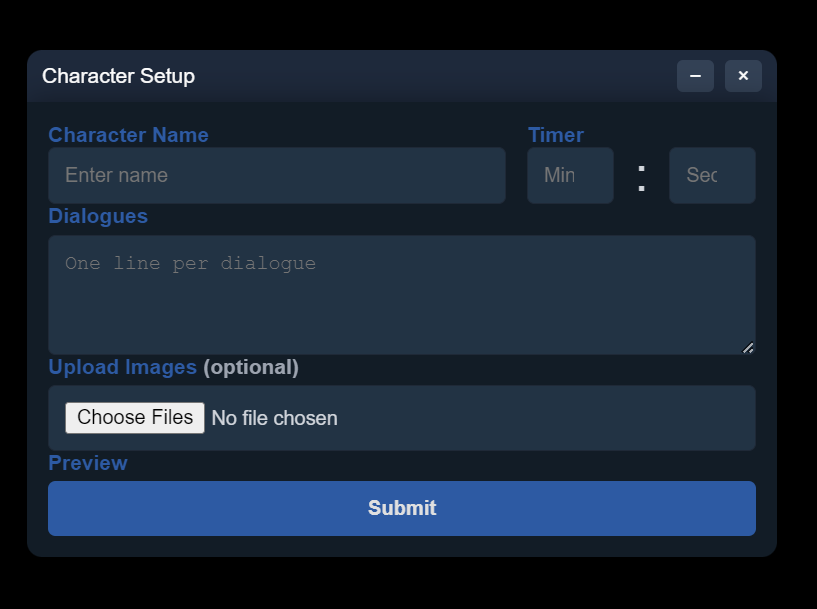 Character Setup
Character Name Timer
Enter name Min : Sec
Dialogues
One line per dialogue
Upload Images (optional)
Choose Files No file chosen
Preview
Submit